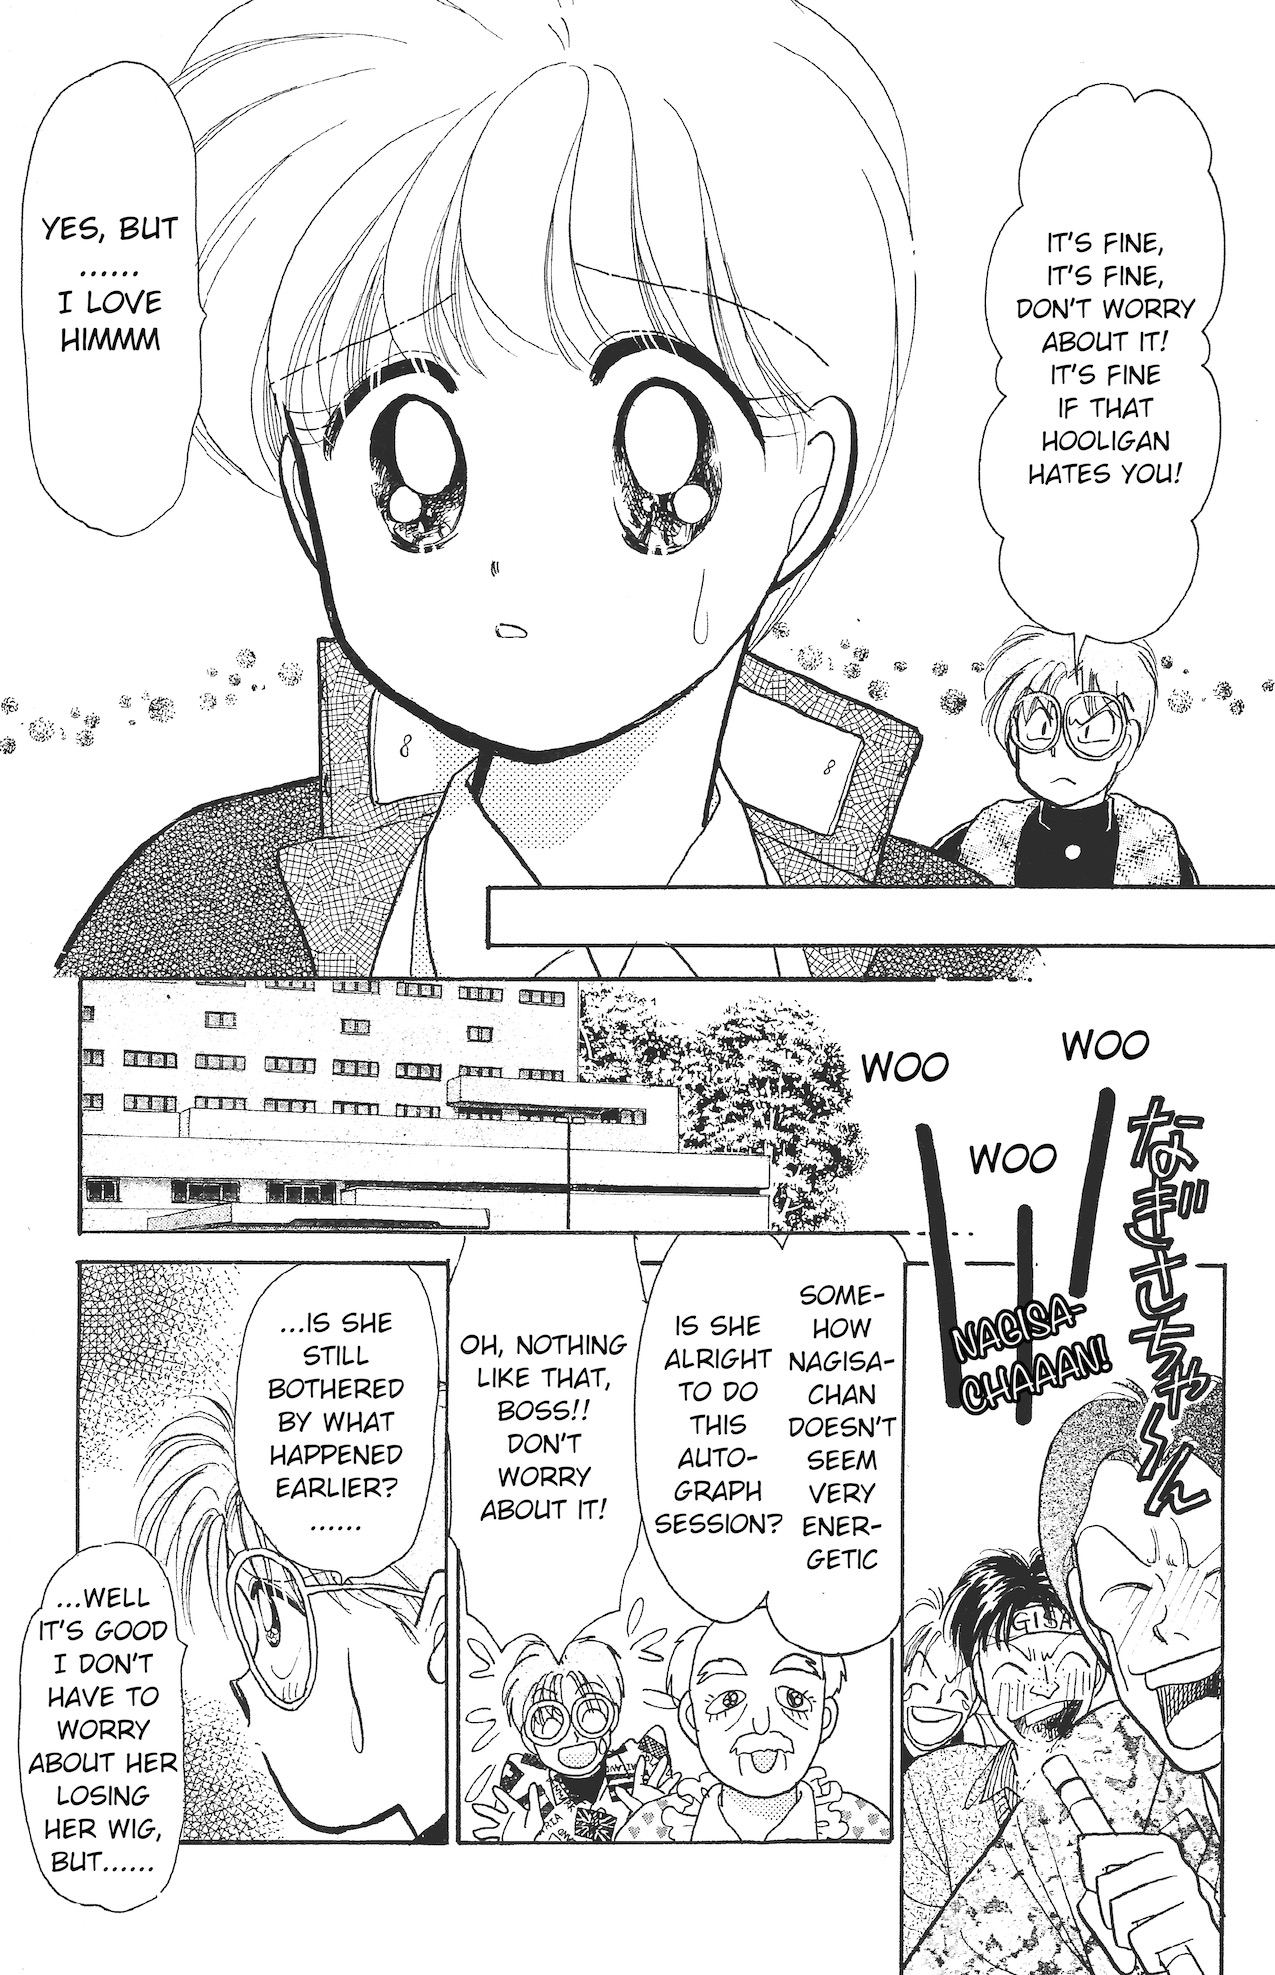 IT'S FINE,
IT'S FINE,
DON'T WORRY
ABOUT IT!
IT'S FINE
IF THAT
HOOLIGAN
HATES YOU!
YES, BUT
......
I LOVE
HIMMM
WOO
WOO
WOO
なぎさちゃ〜ん
NAGISA-
CHAAAN!
GISA
SOME-
HOW
NAGISA-
CHAN
DOESN'T
SEEM
VERY
ENER-
GETIC
IS SHE
ALRIGHT
TO DO
THIS
AUTO-
GRAPH
SESSION?
OH, NOTHING
LIKE THAT,
BOSS!!
DON'T
WORRY
ABOUT IT!
...IS SHE
STILL
BOTHERED
BY WHAT
HAPPENED
EARLIER?
......
...WELL
IT'S GOOD
I DON'T
HAVE TO
WORRY
ABOUT HER
LOSING
HER WIG,
BUT......